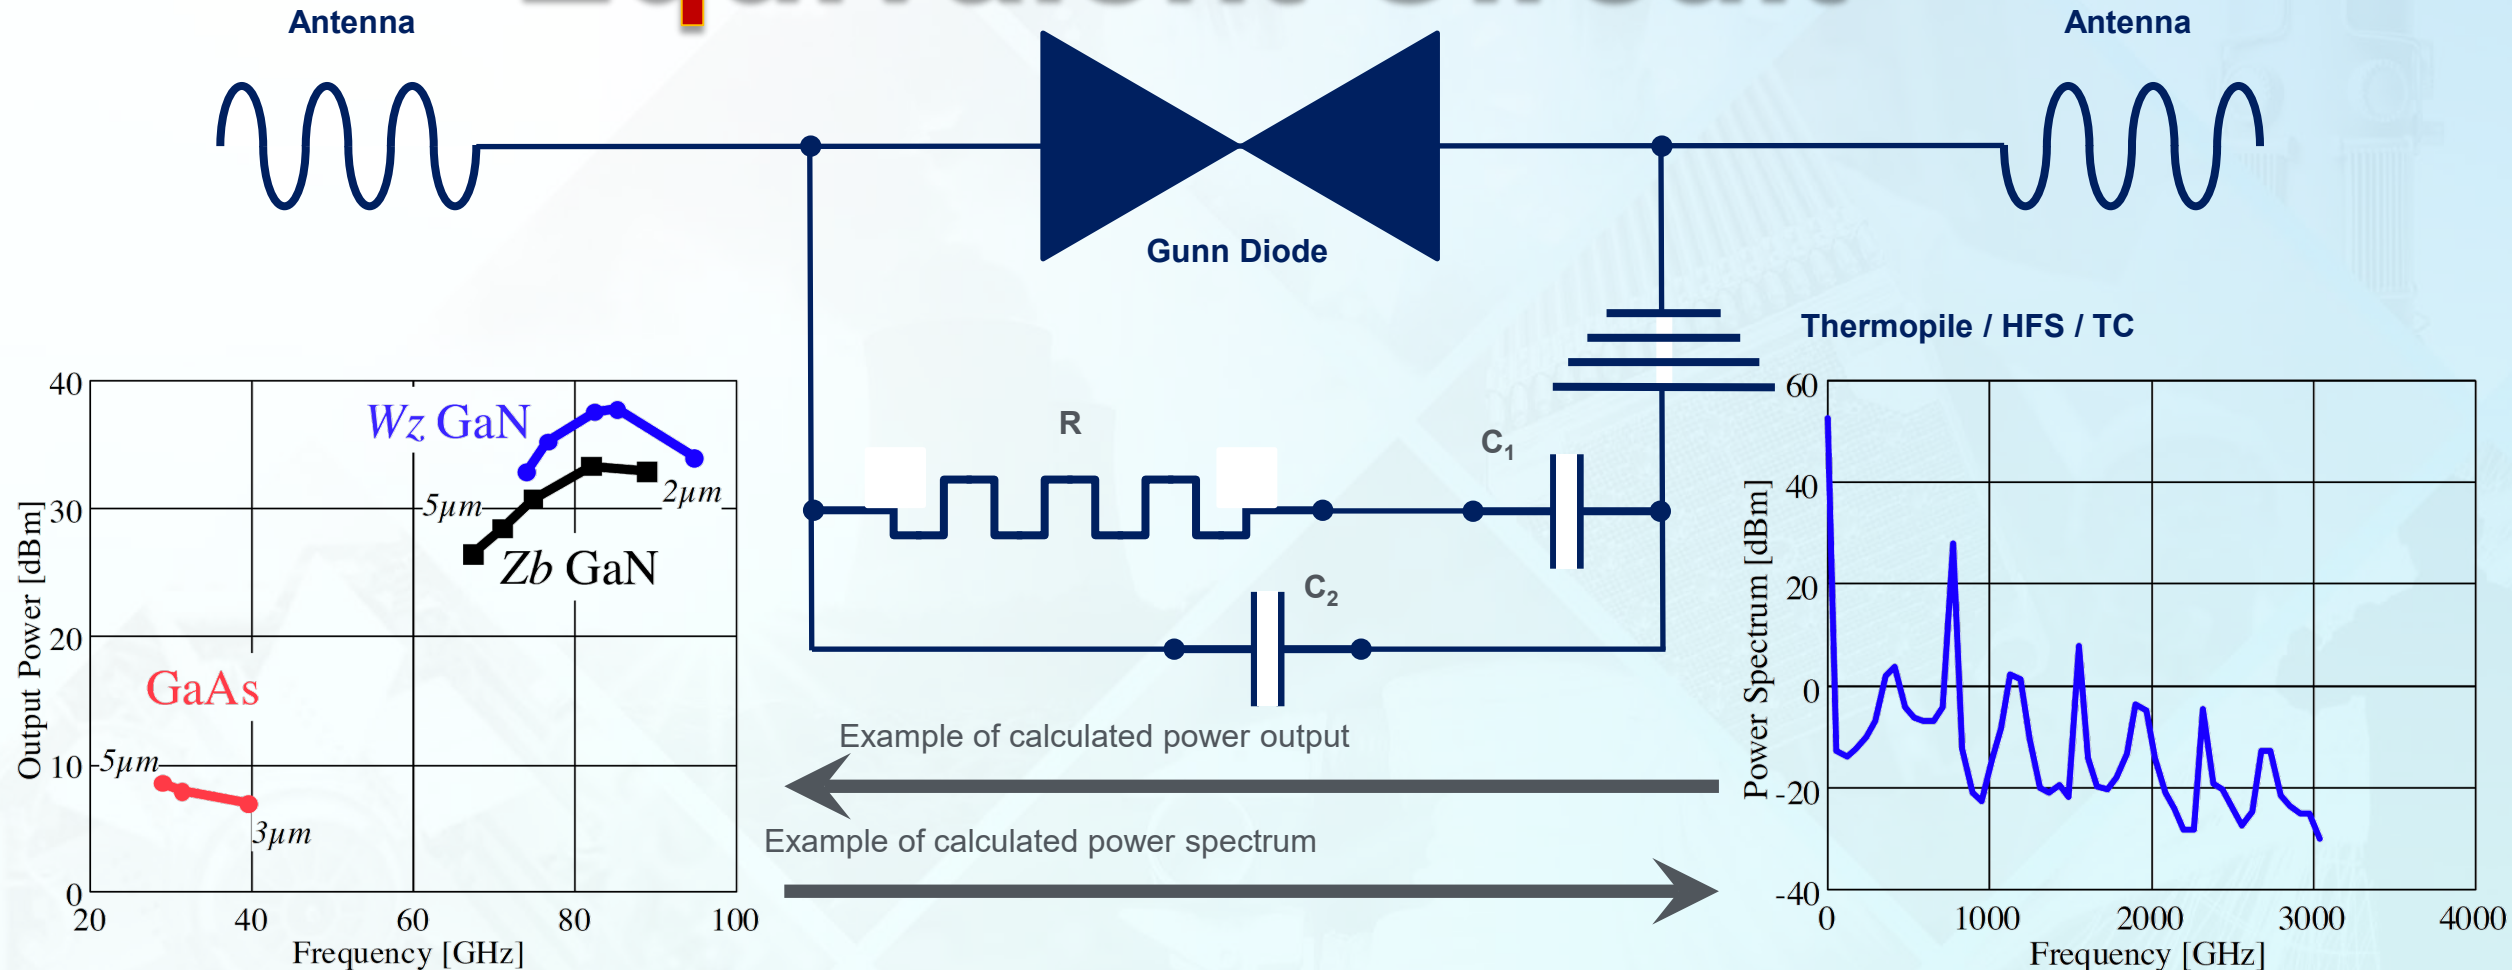 Equivalent Circuit
Antenna
Antenna
Gunn Diode
Thermopile / HFS / TC
R
C₁
C₂
Example of calculated power output
Example of calculated power spectrum
Output Power [dBm]
40
30
20
10
0
20 40 60 80 100
Frequency [GHz]
Wz GaN
5µm
2µm
Zb GaN
GaAs
5µm
3µm
Power Spectrum [dBm]
60
40
20
0
-20
-40
0 1000 2000 3000 4000
Frequency [GHz]